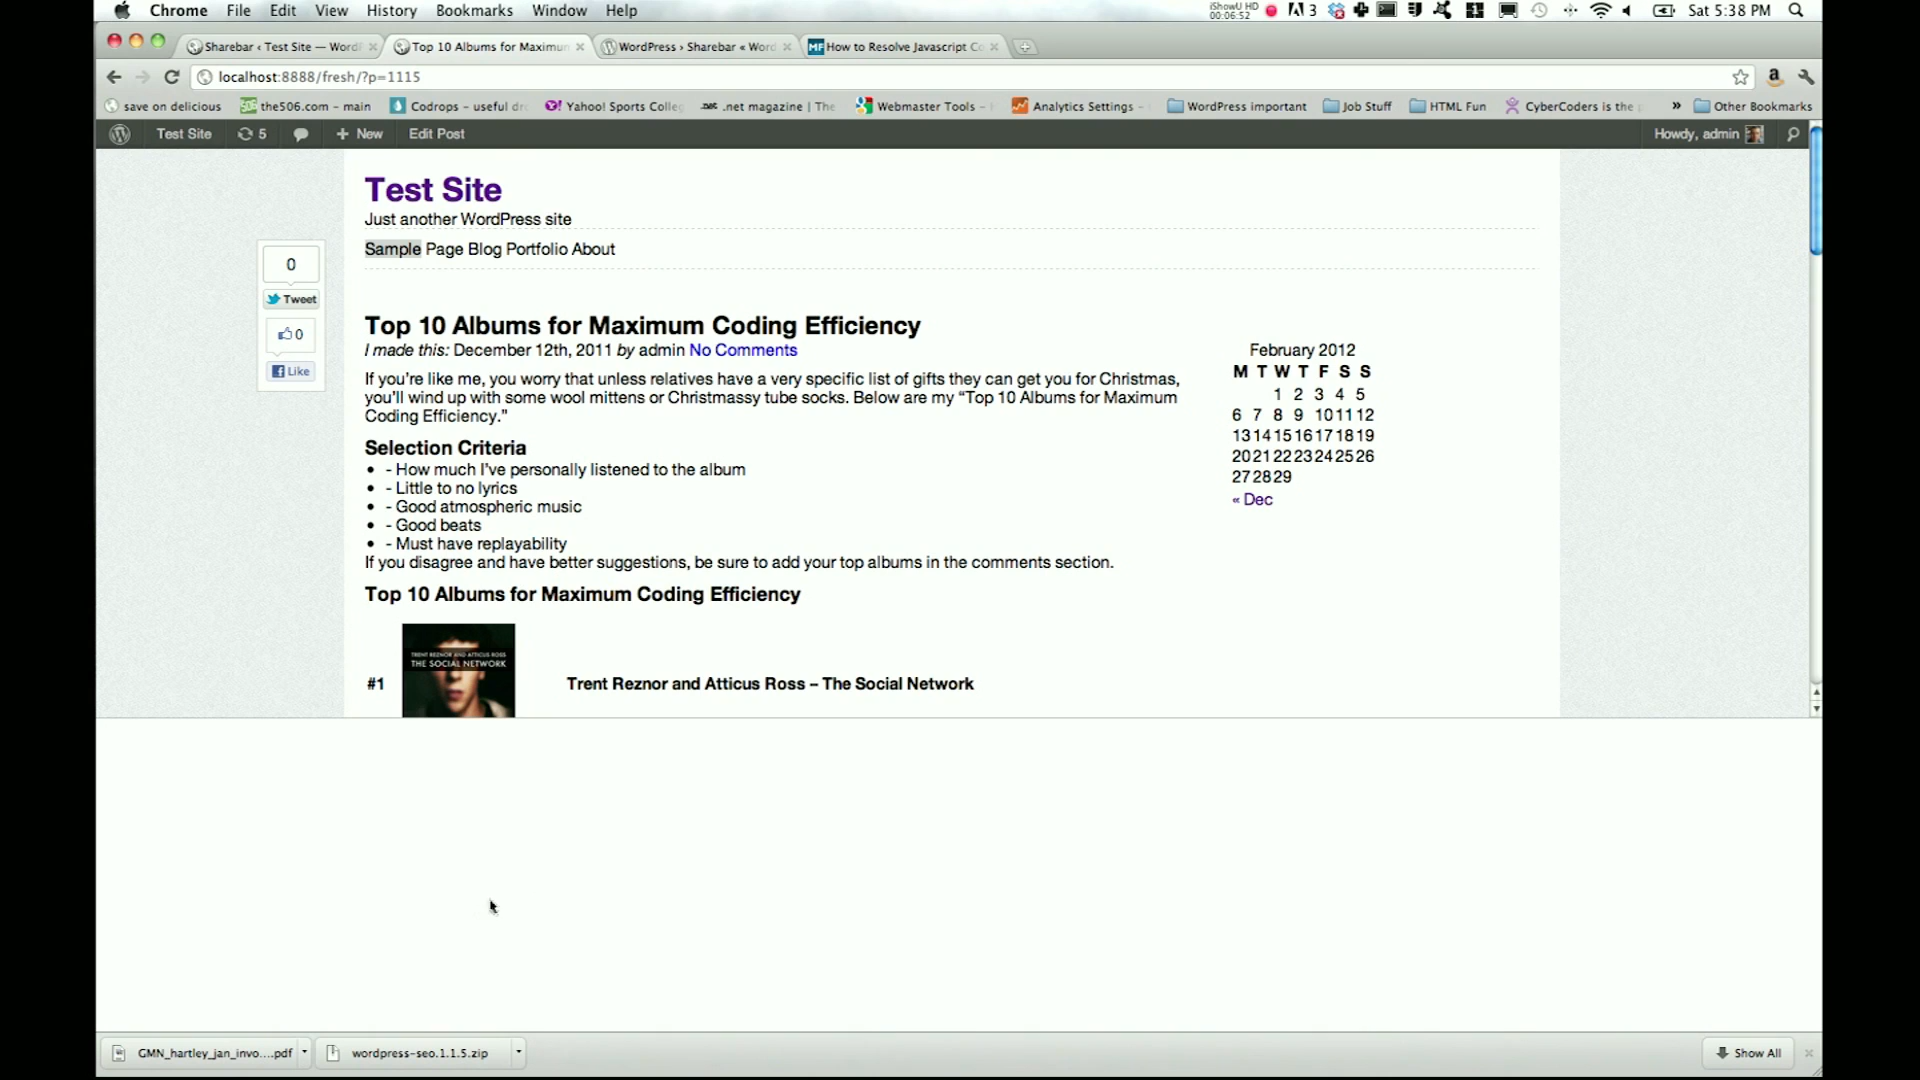 Chrome File Edit View History Bookmarks Window Help
iShowU HD
00:06:52
3
Sat 5:38 PM
Sharebar ‹ Test Site — Word
Top 10 Albums for Maximun
WordPress › Sharebar « Word
MF How to Resolve Javascript Co
localhost:8888/fresh/?p=1115
save on delicious
506 the506.com – main
Codrops – useful dr
Yahoo! Sports Colle
.net .net magazine | The
Webmaster Tools –
Analytics Settings –
WordPress important
Job Stuff
HTML Fun
CyberCoders is the
»
Other Bookmarks
Test Site
5
+ New
Edit Post
Howdy, admin
Test Site
Just another WordPress site
Sample Page Blog Portfolio About
0
Tweet
0
Like
Top 10 Albums for Maximum Coding Efficiency
I made this: December 12th, 2011 by admin No Comments
If you’re like me, you worry that unless relatives have a very specific list of gifts they can get you for Christmas,
you’ll wind up with some wool mittens or Christmassy tube socks. Below are my “Top 10 Albums for Maximum
Coding Efficiency.”
Selection Criteria
• - How much I’ve personally listened to the album
• - Little to no lyrics
• - Good atmospheric music
• - Good beats
• - Must have replayability
If you disagree and have better suggestions, be sure to add your top albums in the comments section.
Top 10 Albums for Maximum Coding Efficiency
February 2012
M T W T F S S
1 2 3 4 5
6 7 8 9 10 11 12
13 14 15 16 17 18 19
20 21 22 23 24 25 26
27 28 29
« Dec
#1
TRENT REZNOR AND ATTICUS ROSS
THE SOCIAL NETWORK
Trent Reznor and Atticus Ross – The Social Network
GMN_hartley_jan_invo....pdf
wordpress-seo.1.1.5.zip
Show All